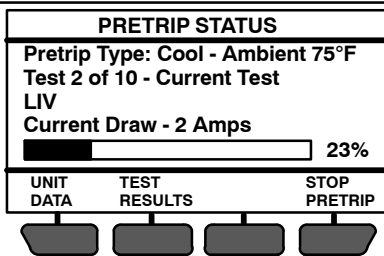 PRETRIP STATUS
Pretrip Type: Cool - Ambient 75°F
Test 2 of 10 - Current Test
LIV
Current Draw - 2 Amps
23%
UNIT DATA
TEST RESULTS
STOP PRETRIP